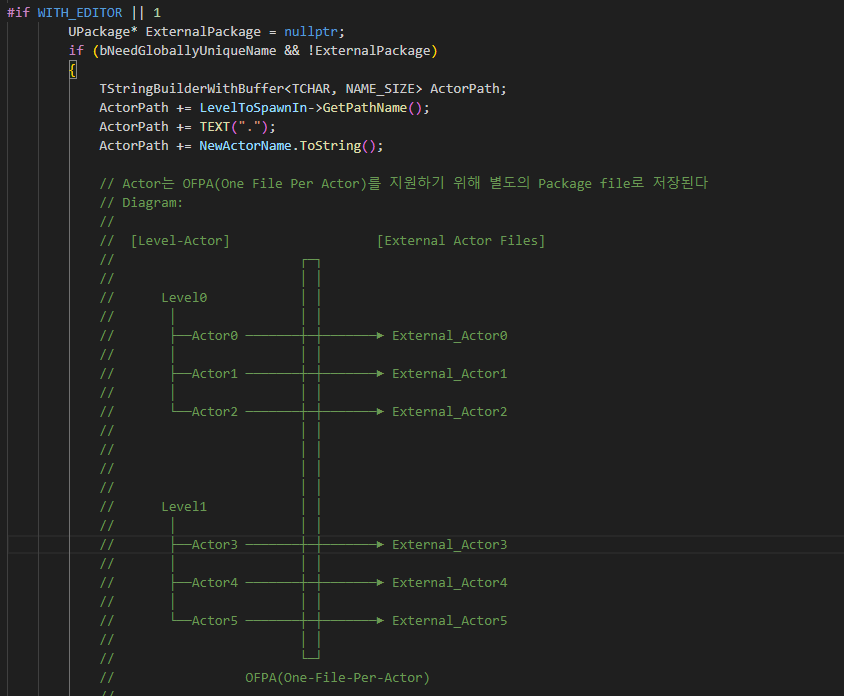 #if WITH_EDITOR || 1
UPackage* ExternalPackage = nullptr;
if (bNeedGloballyUniqueName && !ExternalPackage)
{
TStringBuilderWithBuffer<TCHAR, NAME_SIZE> ActorPath;
ActorPath += LevelToSpawnIn->GetPathName();
ActorPath += TEXT(".");
ActorPath += NewActorName.ToString();
// Actor는 OFPA(One File Per Actor)를 지원하기 위해 별도의 Package file로 저장된다
// Diagram:
//
// [Level-Actor]                   [External Actor Files]
//                        ┌─┐
//                        │ │
//      Level0            │ │
//       │                │ │
//       ├──Actor0 ───────┼─┼───────► External_Actor0
//       │                │ │
//       ├──Actor1 ───────┼─┼───────► External_Actor1
//       │                │ │
//       └──Actor2 ───────┼─┼───────► External_Actor2
//                        │ │
//                        │ │
//                        │ │
//                        │ │
//      Level1            │ │
//       │                │ │
//       ├──Actor3 ───────┼─┼───────► External_Actor3
//       │                │ │
//       ├──Actor4 ───────┼─┼───────► External_Actor4
//       │                │ │
//       └──Actor5 ───────┼─┼───────► External_Actor5
//                        │ │
//                        └─┘
//                 OFPA(One-File-Per-Actor)
//